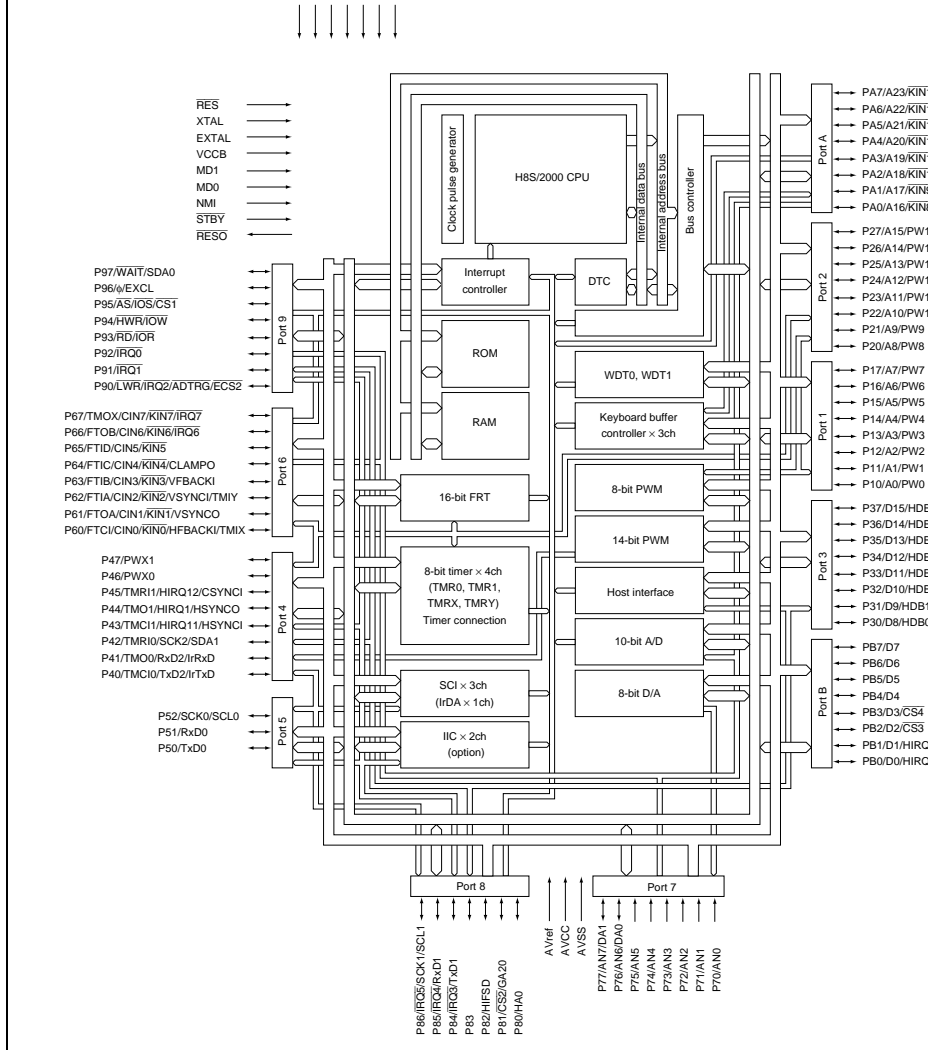 RES
XTAL
EXTAL
VCCB
MD1
MD0
NMI
STBY
RESO
P97/WAIT/SDA0
P96/φ/EXCL
P95/AS/IOS/CS1
P94/HWR/IOW
P93/RD/IOR
P92/IRQ0
P91/IRQ1
P90/LWR/IRQ2/ADTRG/ECS2
Port 9
P67/TMOX/CIN7/KIN7/IRQ7
P66/FTOB/CIN6/KIN6/IRQ6
P65/FTID/CIN5/KIN5
P64/FTIC/CIN4/KIN4/CLAMPO
P63/FTIB/CIN3/KIN3/VFBACKI
P62/FTIA/CIN2/KIN2/VSYNCI/TMIY
P61/FTOA/CIN1/KIN1/VSYNCO
P60/FTCI/CIN0/KIN0/HFBACKI/TMIX
Port 6
P47/PWX1
P46/PWX0
P45/TMRI1/HIRQ12/CSYNCI
P44/TMO1/HIRQ1/HSYNCO
P43/TMCI1/HIRQ11/HSYNCI
P42/TMRI0/SCK2/SDA1
P41/TMO0/RxD2/IrRxD
P40/TMCI0/TxD2/IrTxD
Port 4
P52/SCK0/SCL0
P51/RxD0
P50/TxD0
Port 5
Clock pulse generator
H8S/2000 CPU
Internal data bus
Internal address bus
Bus controller
Interrupt
controller
DTC
ROM
RAM
WDT0, WDT1
Keyboard buffer
controller × 3ch
16-bit FRT
8-bit PWM
8-bit timer × 4ch
(TMR0, TMR1,
TMRX, TMRY)
Timer connection
14-bit PWM
Host interface
10-bit A/D
8-bit D/A
SCI × 3ch
(IrDA × 1ch)
IIC × 2ch
(option)
Port A
PA7/A23/KIN1
PA6/A22/KIN1
PA5/A21/KIN1
PA4/A20/KIN1
PA3/A19/KIN1
PA2/A18/KIN1
PA1/A17/KIN9
PA0/A16/KIN8
Port 2
P27/A15/PW1
P26/A14/PW1
P25/A13/PW1
P24/A12/PW1
P23/A11/PW1
P22/A10/PW1
P21/A9/PW9
P20/A8/PW8
Port 1
P17/A7/PW7
P16/A6/PW6
P15/A5/PW5
P14/A4/PW4
P13/A3/PW3
P12/A2/PW2
P11/A1/PW1
P10/A0/PW0
Port 3
P37/D15/HDB
P36/D14/HDB
P35/D13/HDB
P34/D12/HDB
P33/D11/HDB
P32/D10/HDB
P31/D9/HDB1
P30/D8/HDB0
Port B
PB7/D7
PB6/D6
PB5/D5
PB4/D4
PB3/D3/CS4
PB2/D2/CS3
PB1/D1/HIRQ
PB0/D0/HIRQ
Port 8
P86/IRQ5/SCK1/SCL1
P85/IRQ4/RxD1
P84/IRQ3/TxD1
P83
P82/HIFSD
P81/CS2/GA20
P80/HA0
AVref
AVCC
AVSS
Port 7
P77/AN7/DA1
P76/AN6/DA0
P75/AN5
P74/AN4
P73/AN3
P72/AN2
P71/AN1
P70/AN0